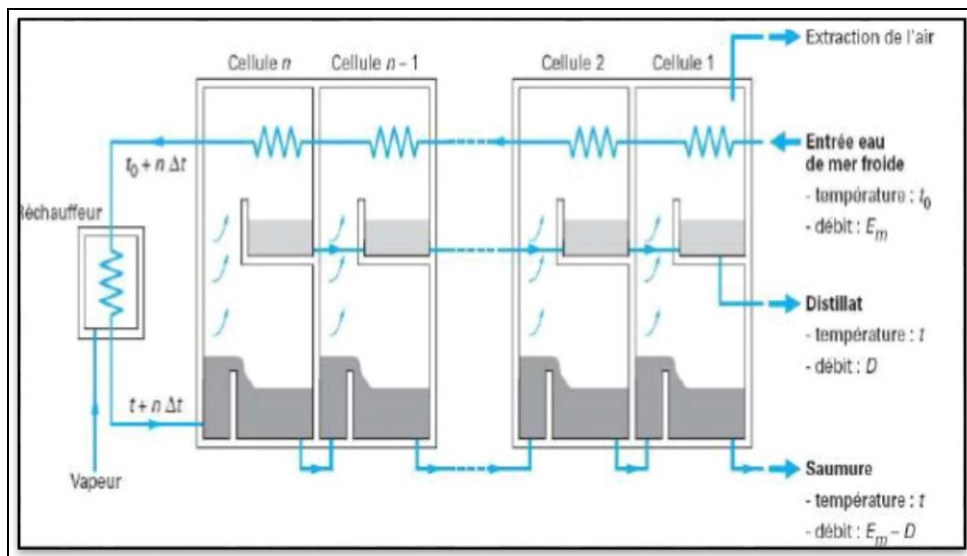 Extraction de l'air
Cellule n
Cellule n – 1
Cellule 2
Cellule 1
t₀ + n Δt
Entrée eau
de mer froide
- température : t₀
- débit : Eₘ
Réchauffeur
Distillat
- température : t
- débit : D
t + n Δt
Vapeur
Saumure
- température : t
- débit : Eₘ – D